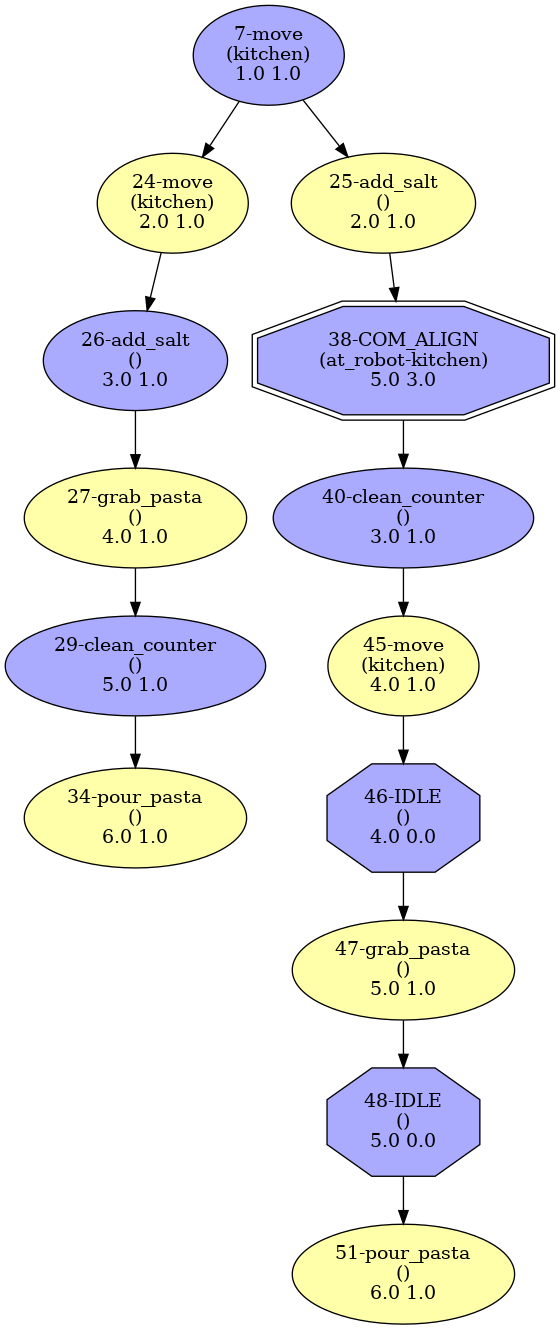 7-move
(kitchen)
1.0 1.0
24-move
(kitchen)
2.0 1.0
25-add_salt
()
2.0 1.0
26-add_salt
()
3.0 1.0
38-COM_ALIGN
(at_robot-kitchen)
5.0 3.0
27-grab_pasta
()
4.0 1.0
40-clean_counter
()
3.0 1.0
29-clean_counter
()
5.0 1.0
45-move
(kitchen)
4.0 1.0
34-pour_pasta
()
6.0 1.0
46-IDLE
()
4.0 0.0
47-grab_pasta
()
5.0 1.0
48-IDLE
()
5.0 0.0
51-pour_pasta
()
6.0 1.0